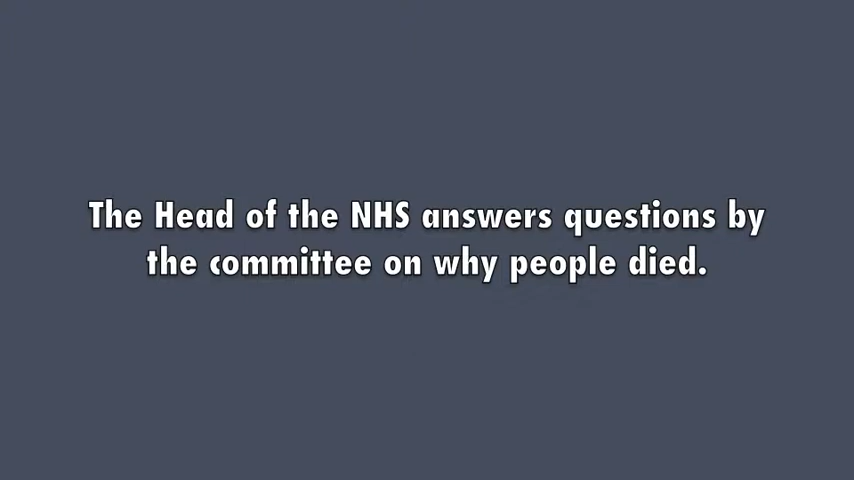 The Head of the NHS answers questions by
the committee on why people died.